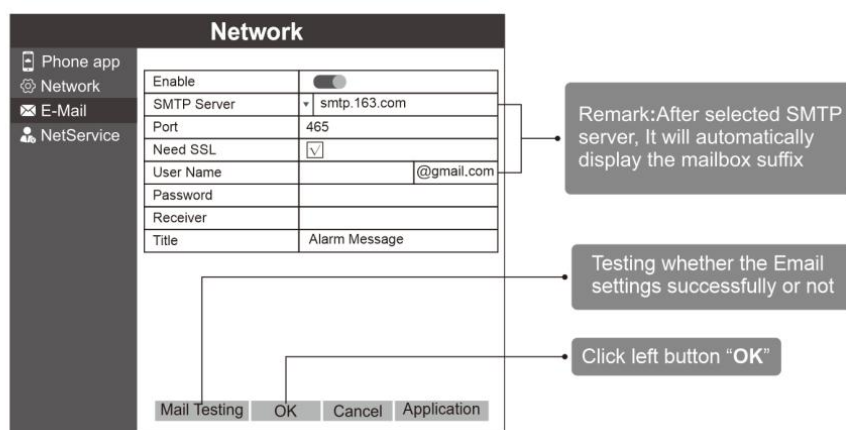 Network
Phone app
Network
E-Mail
NetService
Enable
SMTP Server smtp.163.com
Port 465
Need SSL √
User Name @gmail.com
Password
Receiver
Title Alarm Message
Mail Testing OK Cancel Application
Remark:After selected SMTP
server, It will automatically
display the mailbox suffix
Testing whether the Email
settings successfully or not
Click left button “OK”